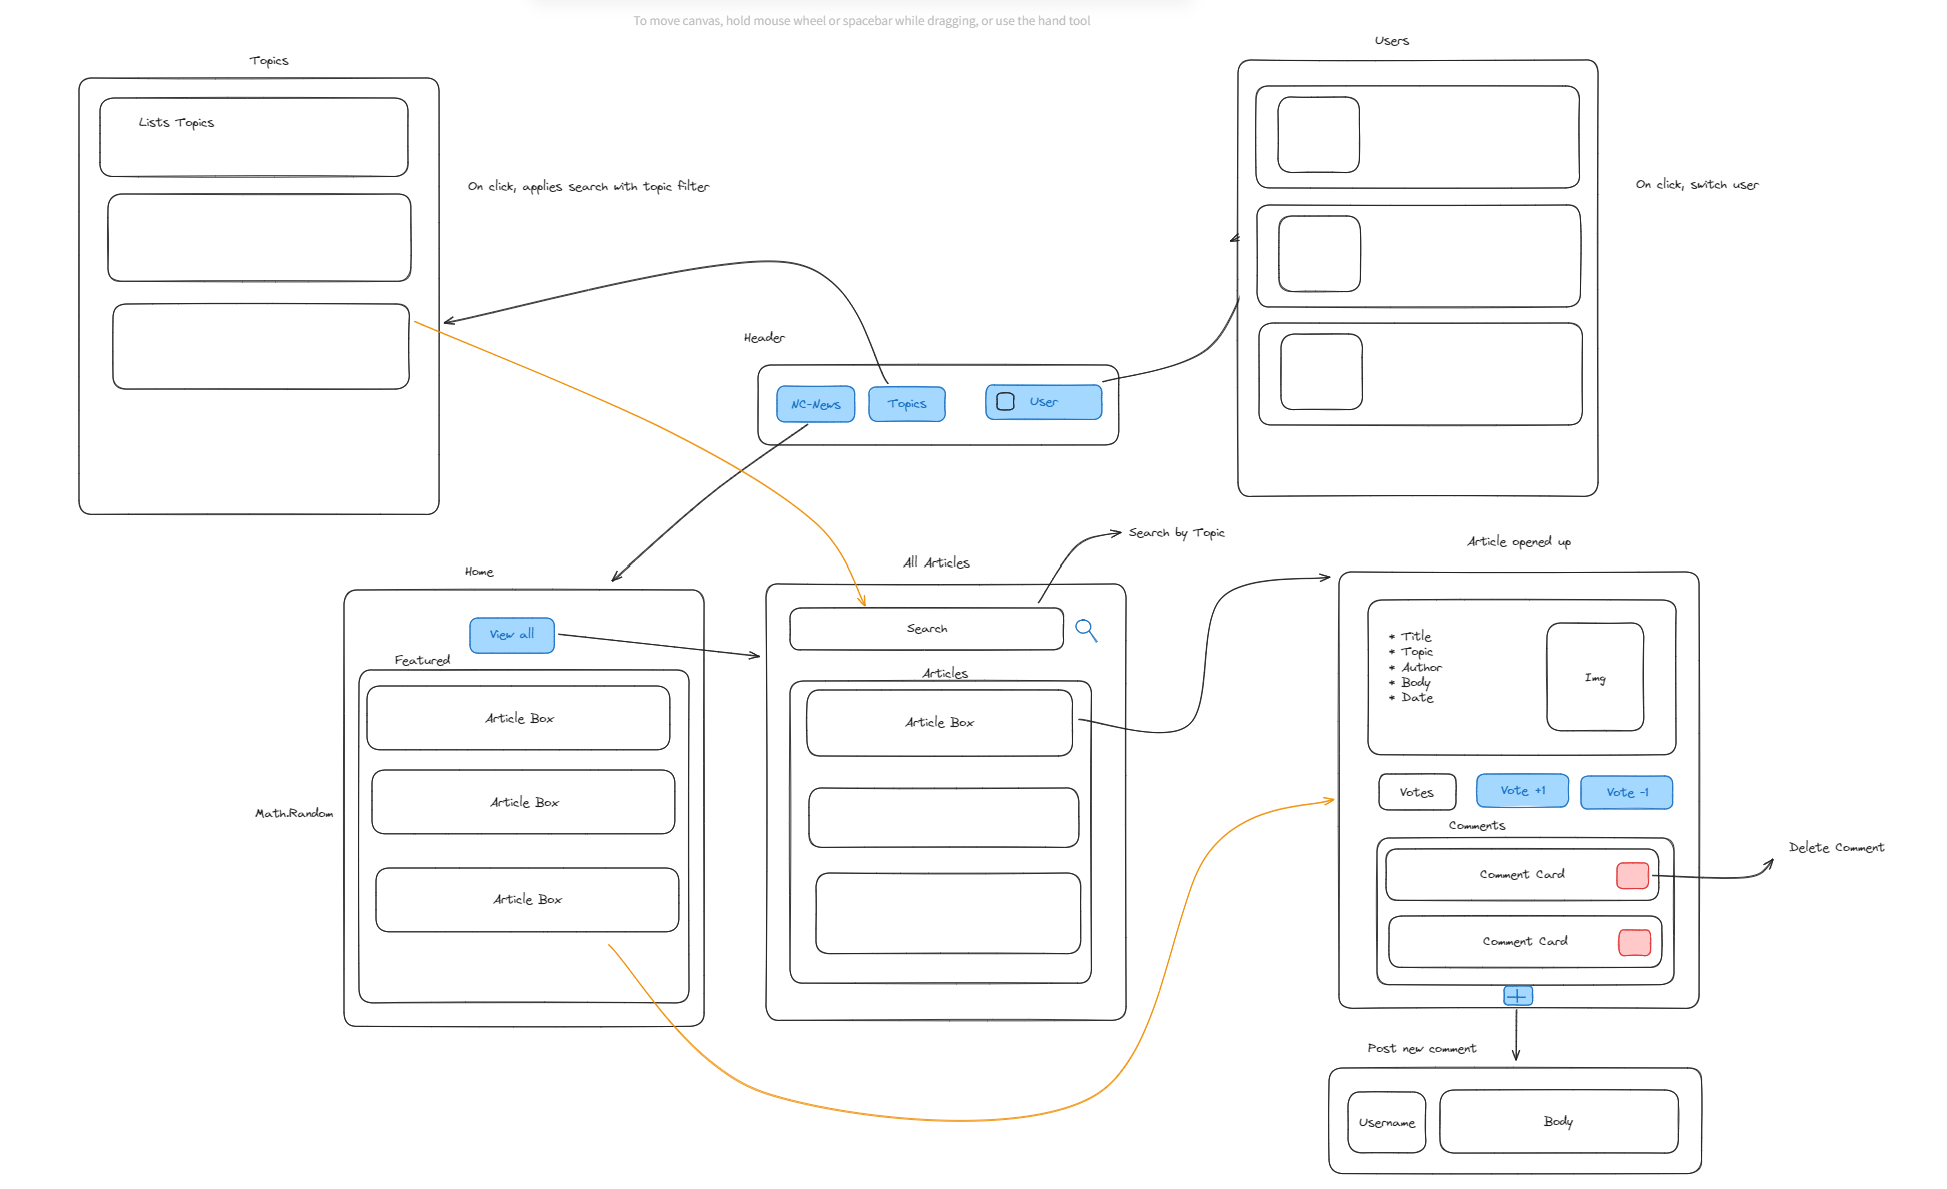 To move canvas, hold mouse wheel or spacebar while dragging, or use the hand tool
Topics
Lists Topics
On click, applies search with topic filter
Users
On click, switch user
Header
NC-News
Topics
User
Home
View all
Featured
Article Box
Article Box
Article Box
Math.Random
All Articles
Search by Topic
Search
Articles
Article Box
Article opened up
* Title
* Topic
* Author
* Body
* Date
Img
Votes
Vote +1
Vote -1
Comments
Comment Card
Comment Card
Delete Comment
Post new comment
Username
Body